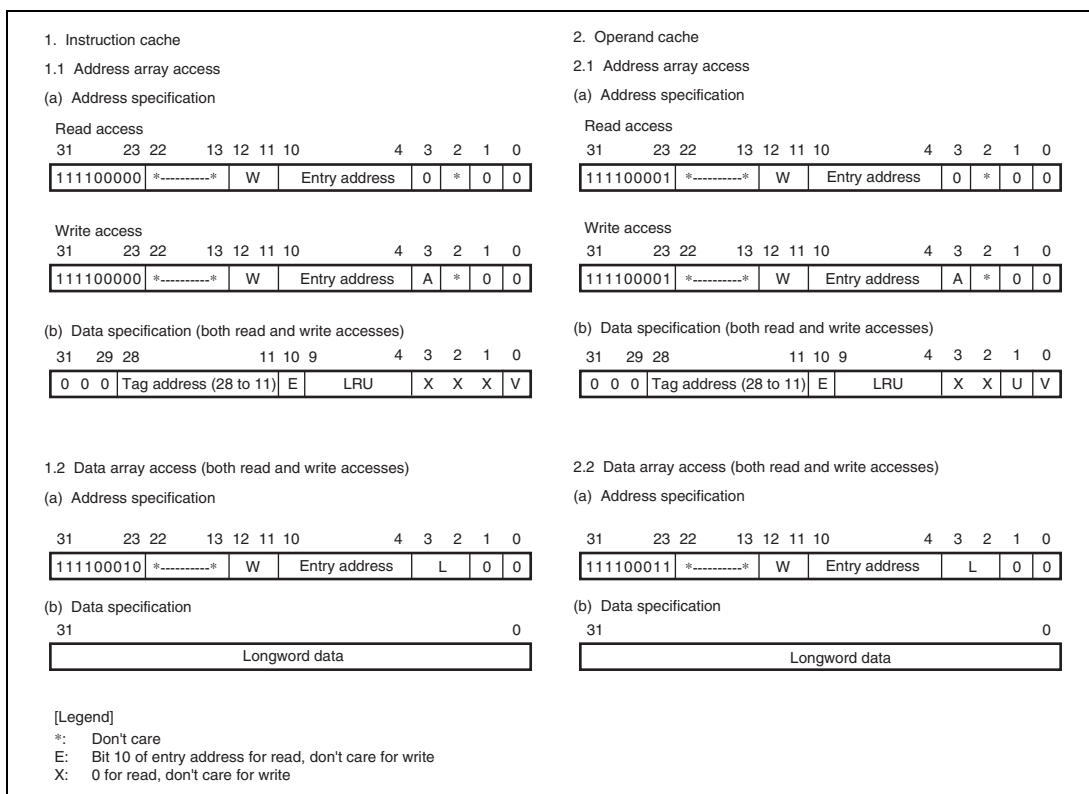 1. Instruction cache
1.1 Address array access
(a) Address specification
Read access
31 23 22 13 12 11 10 4 3 2 1 0
111100000 *----------* W Entry address 0 * 0 0
Write access
31 23 22 13 12 11 10 4 3 2 1 0
111100000 *----------* W Entry address A * 0 0
(b) Data specification (both read and write accesses)
31 29 28 11 10 9 4 3 2 1 0
0 0 0 Tag address (28 to 11) E LRU X X X V
1.2 Data array access (both read and write accesses)
(a) Address specification
31 23 22 13 12 11 10 4 3 2 1 0
111100010 *----------* W Entry address L 0 0
(b) Data specification
31 0
Longword data
2. Operand cache
2.1 Address array access
(a) Address specification
Read access
31 23 22 13 12 11 10 4 3 2 1 0
111100001 *----------* W Entry address 0 * 0 0
Write access
31 23 22 13 12 11 10 4 3 2 1 0
111100001 *----------* W Entry address A * 0 0
(b) Data specification (both read and write accesses)
31 29 28 11 10 9 4 3 2 1 0
0 0 0 Tag address (28 to 11) E LRU X X U V
2.2 Data array access (both read and write accesses)
(a) Address specification
31 23 22 13 12 11 10 4 3 2 1 0
111100011 *----------* W Entry address L 0 0
(b) Data specification
31 0
Longword data
[Legend]
*: Don't care
E: Bit 10 of entry address for read, don't care for write
X: 0 for read, don't care for write